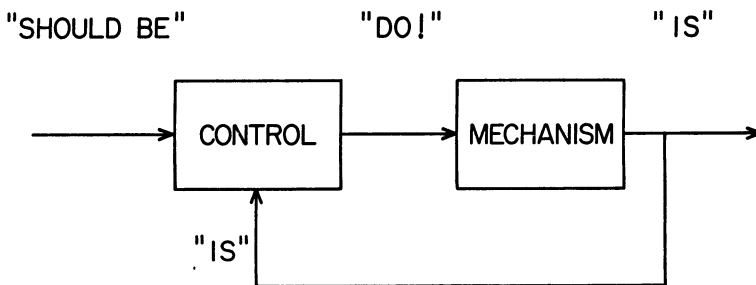 "SHOULD BE" "DO!" "IS"
CONTROL MECHANISM
"IS"